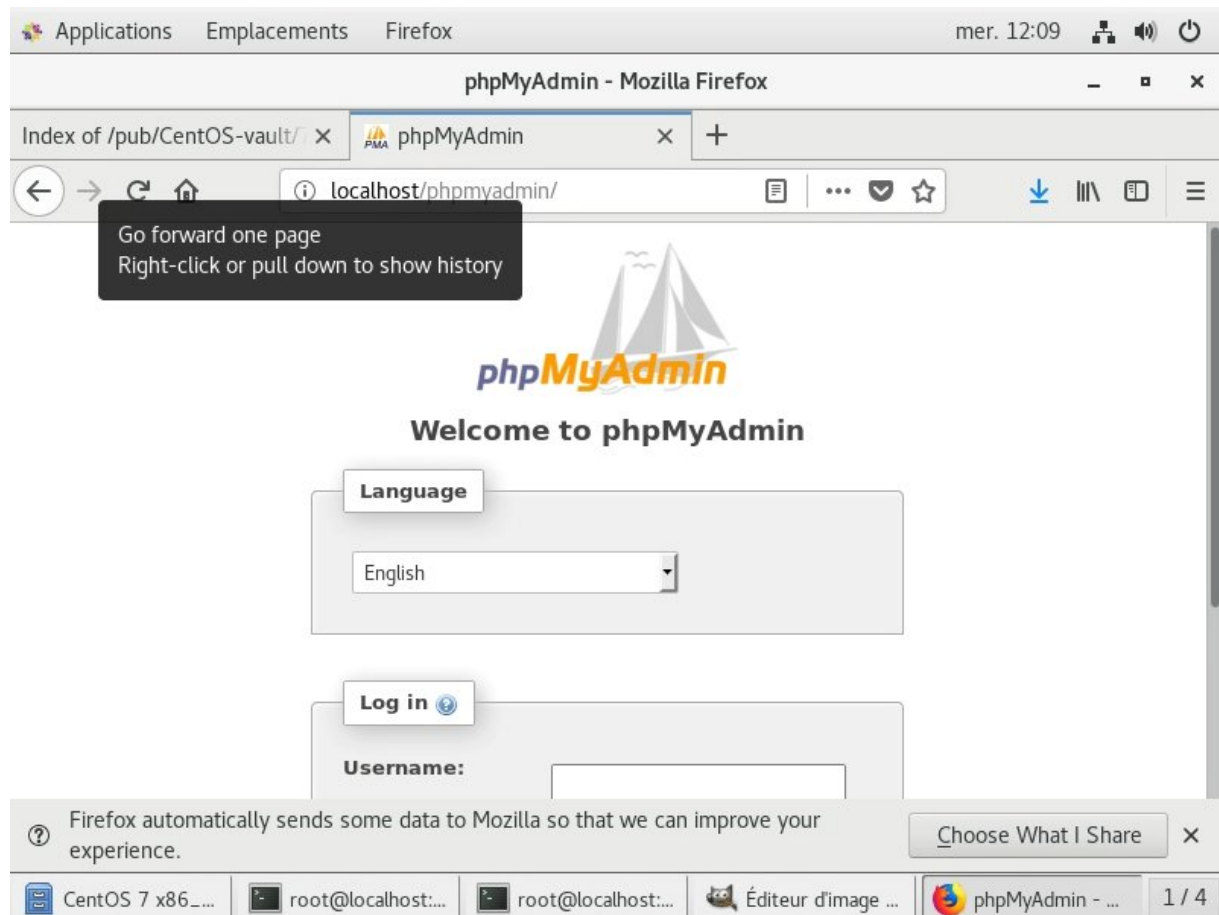 Applications Emplacements Firefox mer. 12:09
phpMyAdmin - Mozilla Firefox
Index of /pub/CentOS-vault/ phpMyAdmin
localhost/phpmyadmin/
Go forward one page
Right-click or pull down to show history
phpMyAdmin
Welcome to phpMyAdmin
Language
English
Log in
Username:
Firefox automatically sends some data to Mozilla so that we can improve your
experience.
Choose What I Share
CentOS 7 x86_... root@localhost:... root@localhost:... Éditeur d'image ... phpMyAdmin - ... 1 / 4